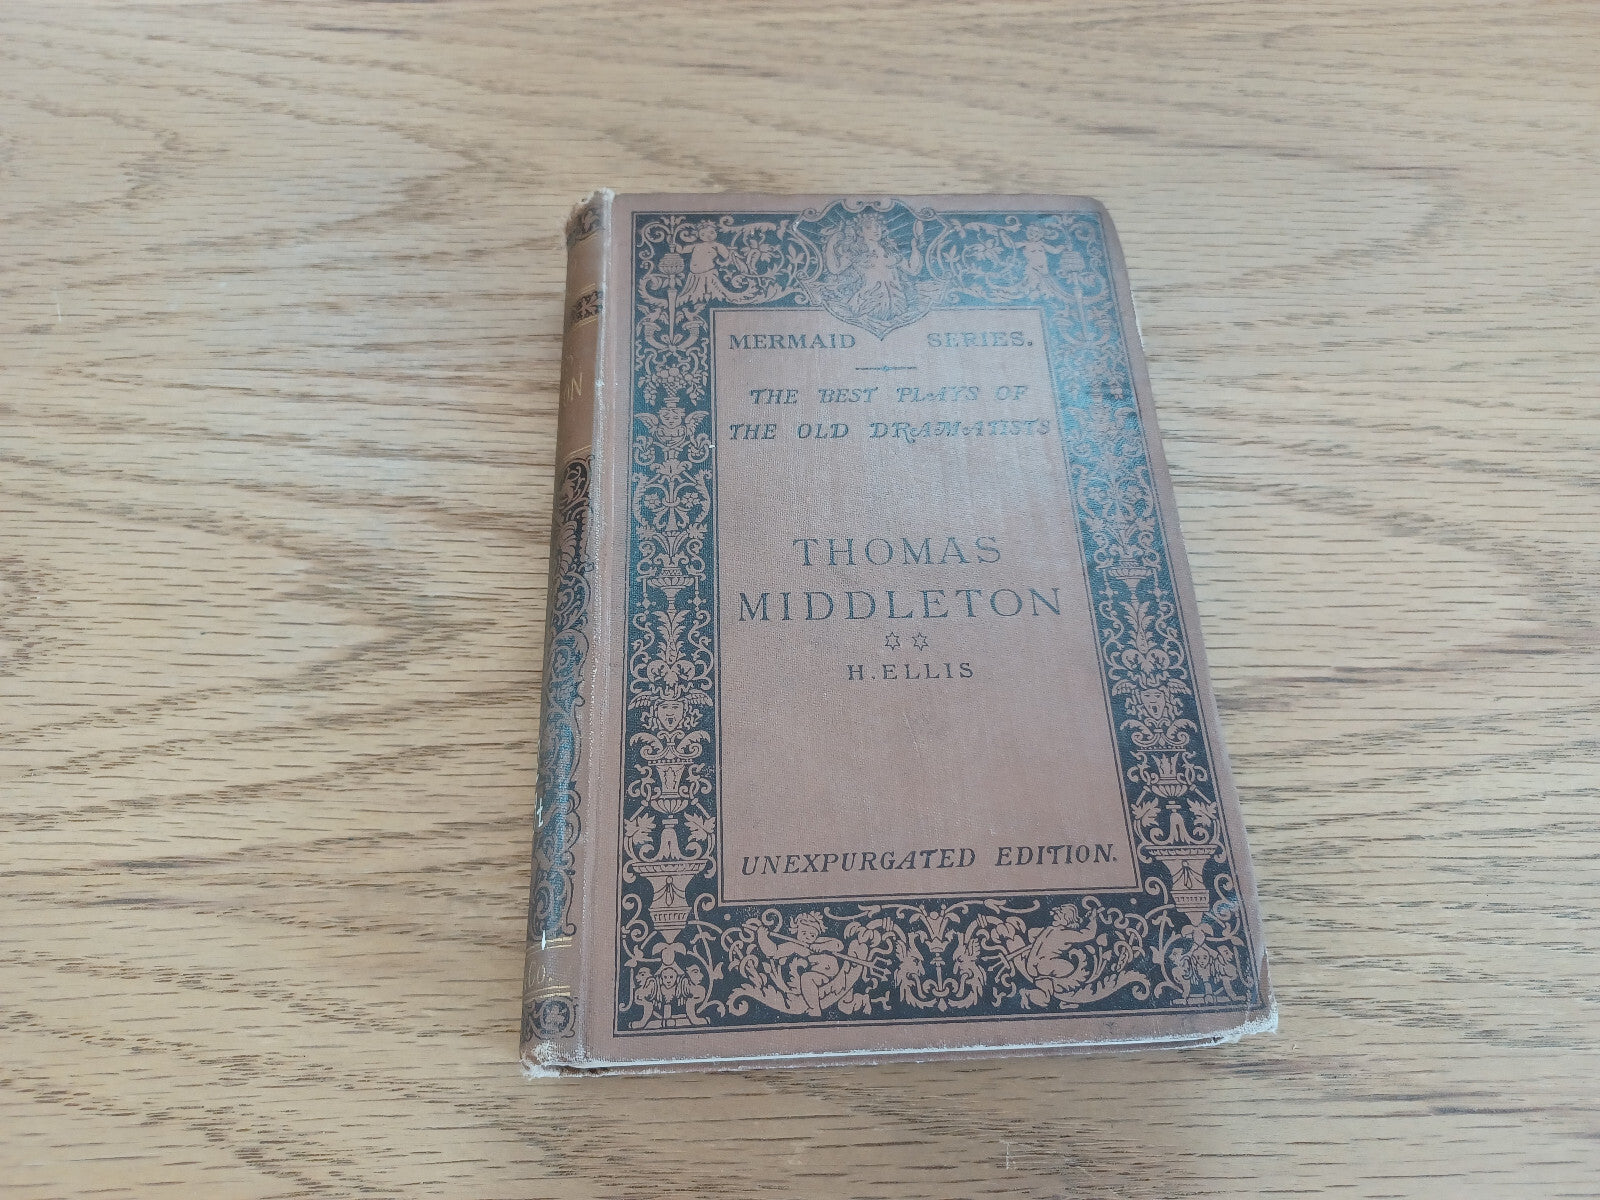 MERMAID SERIES.
THE BEST PLAYS OF
THE OLD DRAMATISTS
THOMAS
MIDDLETON
H. ELLIS
UNEXPURGATED EDITION.